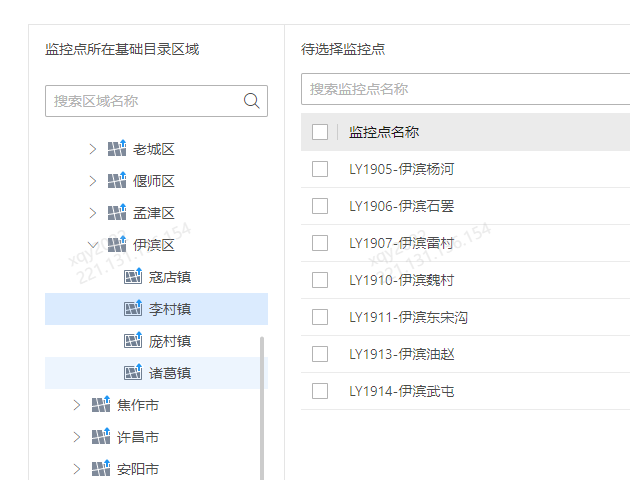 监控点所在基础目录区域
搜索区域名称
老城区
偃师区
孟津区
伊滨区
寇店镇
李村镇
庞村镇
诸葛镇
焦作市
许昌市
安阳市
待选择监控点
搜索监控点名称
监控点名称
LY1905-伊滨杨河
LY1906-伊滨石罢
LY1907-伊滨雷村
LY1910-伊滨魏村
LY1911-伊滨东宋沟
LY1913-伊滨油赵
LY1914-伊滨武屯